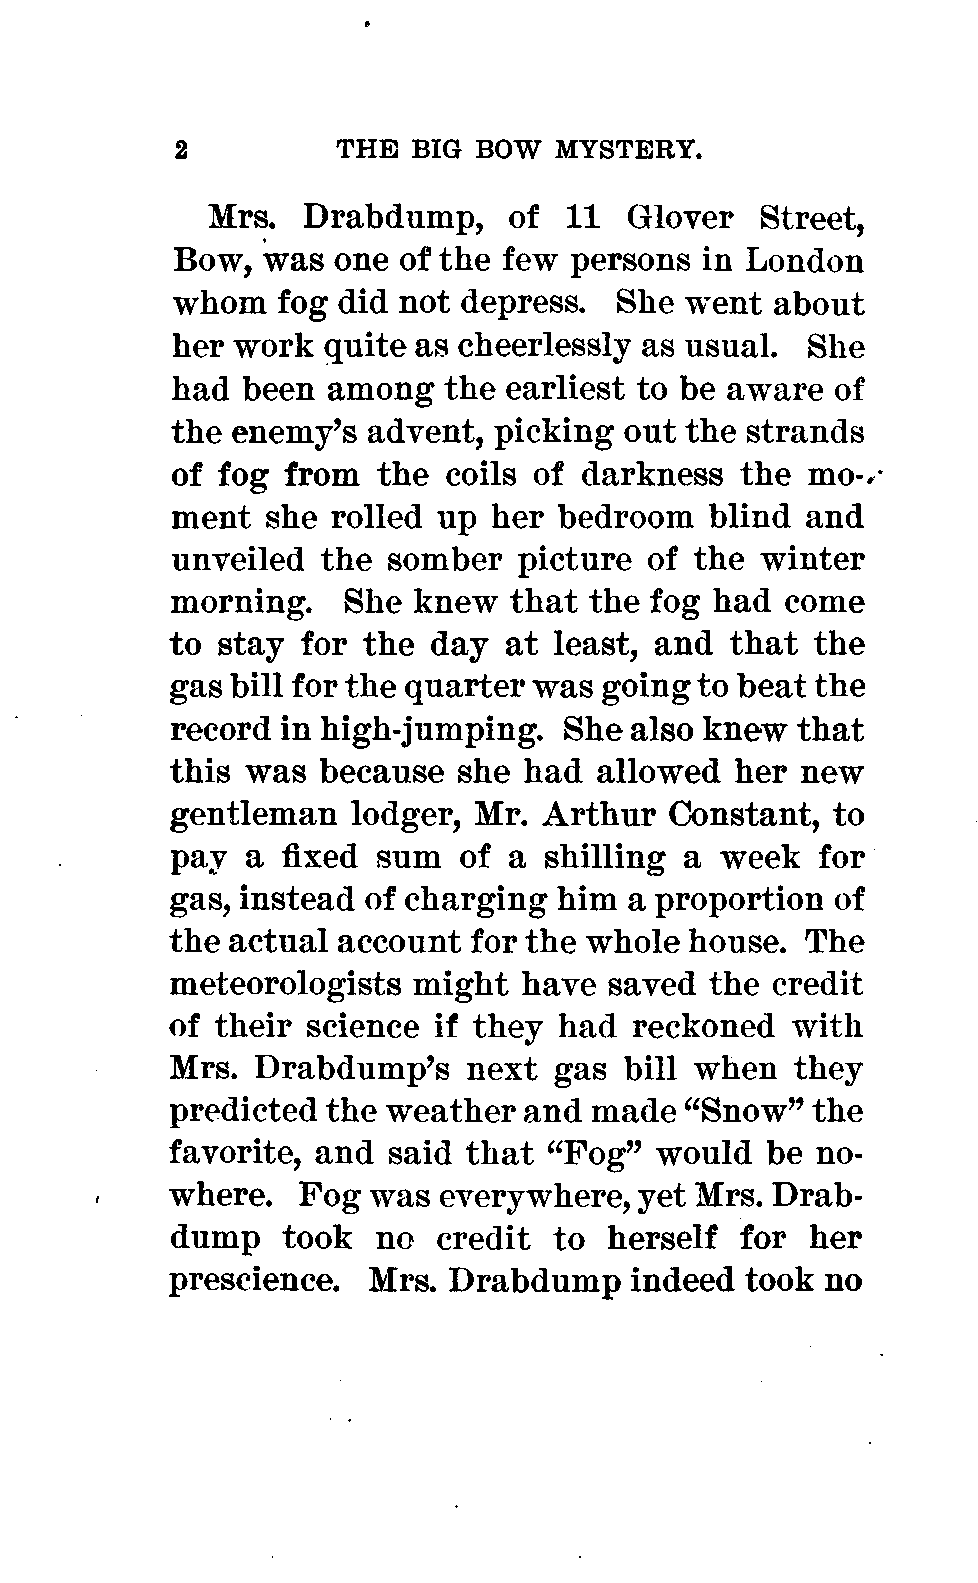 2 THE BIG BOW MYSTERY.
Mrs. Drabdump, of 11 Glover Street,
Bow, was one of the few persons in London
whom fog did not depress. She went about
her work quite as cheerlessly as usual. She
had been among the earliest to be aware of
the enemy's advent, picking out the strands
of fog from the coils of darkness the mo-
ment she rolled up her bedroom blind and
unveiled the somber picture of the winter
morning. She knew that the fog had come
to stay for the day at least, and that the
gas bill for the quarter was going to beat the
record in high-jumping. She also knew that
this was because she had allowed her new
gentleman lodger, Mr. Arthur Constant, to
pay a fixed sum of a shilling a week for
gas, instead of charging him a proportion of
the actual account for the whole house. The
meteorologists might have saved the credit
of their science if they had reckoned with
Mrs. Drabdump's next gas bill when they
predicted the weather and made “Snow” the
favorite, and said that “Fog” would be no-
where. Fog was everywhere, yet Mrs. Drab-
dump took no credit to herself for her
prescience. Mrs. Drabdump indeed took no